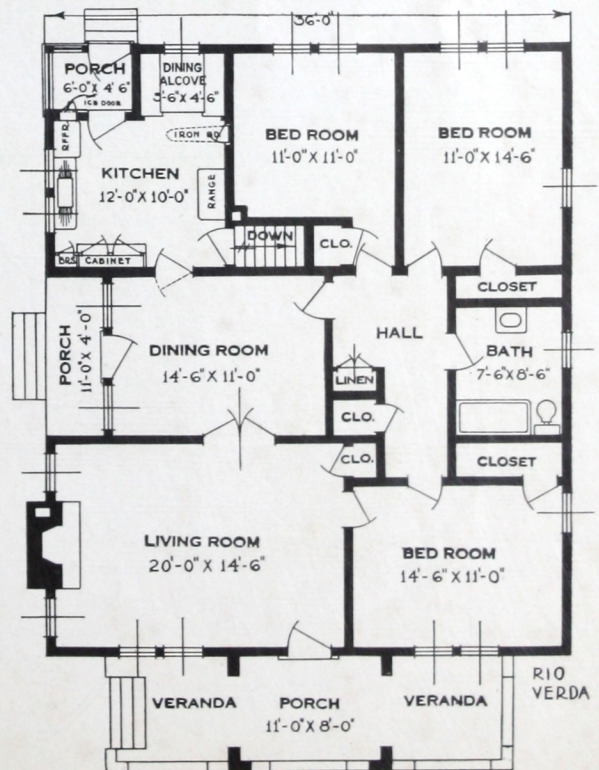 36'-0"
PORCH
6'-0" X 4'6"
ICE DOOR
DINING
ALCOVE
5'-6" X 4'-6"
REFR.
IRON BD.
KITCHEN
12'-0" X 10'-0"
RANGE
BED ROOM
11'-0" X 11'-0"
BED ROOM
11'-0" X 14'-6"
CABINET
DOWN
CLO.
CLOSET
PORCH
11'-0" X 4'-0"
DINING ROOM
14'-6" X 11'-0"
HALL
BATH
7'-6" X 8'-6"
LINEN
CLO.
CLO.
CLOSET
LIVING ROOM
20'-0" X 14'-6"
BED ROOM
14'-6" X 11'-0"
VERANDA
PORCH
11'-0" X 8'-0"
VERANDA
RIO
VERDA